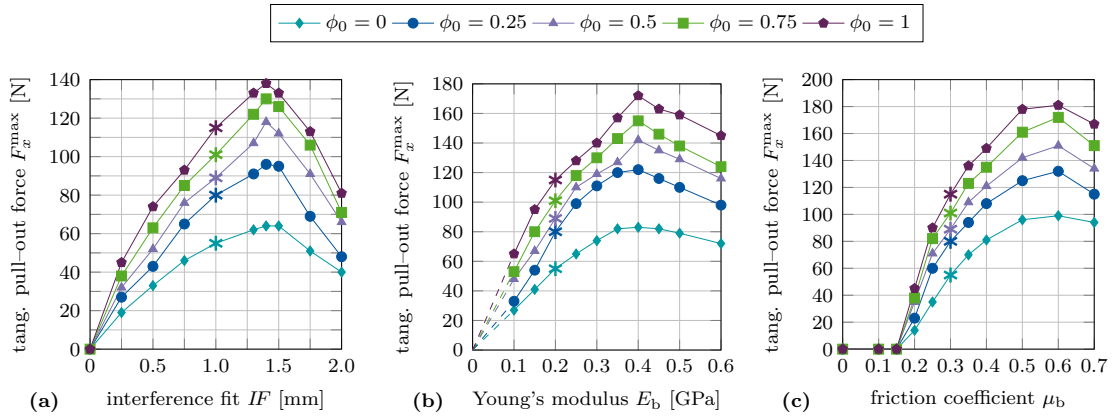 ϕ₀ = 0 ϕ₀ = 0.25 ϕ₀ = 0.5 ϕ₀ = 0.75 ϕ₀ = 1
tang. pull–out force Fₓᵐᵃˣ [N]
140
120
100
80
60
40
20
0
0 0.5 1.0 1.5 2.0
(a) interference fit IF [mm]
tang. pull–out force Fₓᵐᵃˣ [N]
180
160
140
120
100
80
60
40
20
0
0 0.1 0.2 0.3 0.4 0.5 0.6
(b) Young's modulus E_b [GPa]
tang. pull–out force Fₓᵐᵃˣ [N]
200
180
160
140
120
100
80
60
40
20
0
0 0.1 0.2 0.3 0.4 0.5 0.6 0.7
(c) friction coefficient μ_b